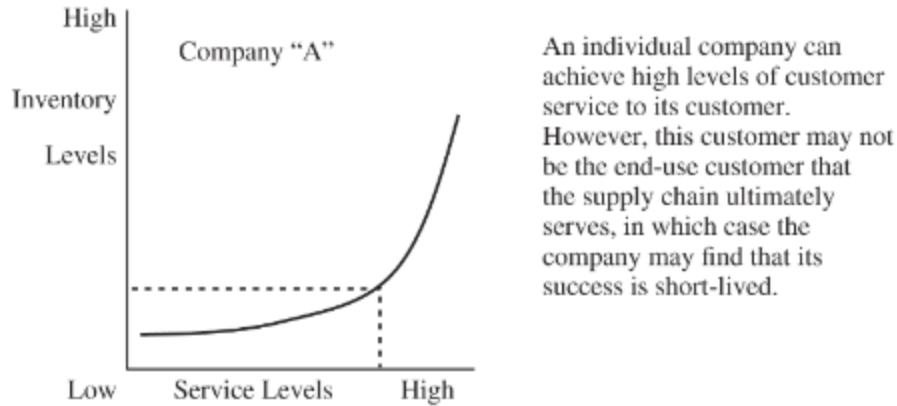 High
Company “A”
Inventory
Levels
Low
Service Levels
High
An individual company can
achieve high levels of customer
service to its customer.
However, this customer may not
be the end-use customer that
the supply chain ultimately
serves, in which case the
company may find that its
success is short-lived.